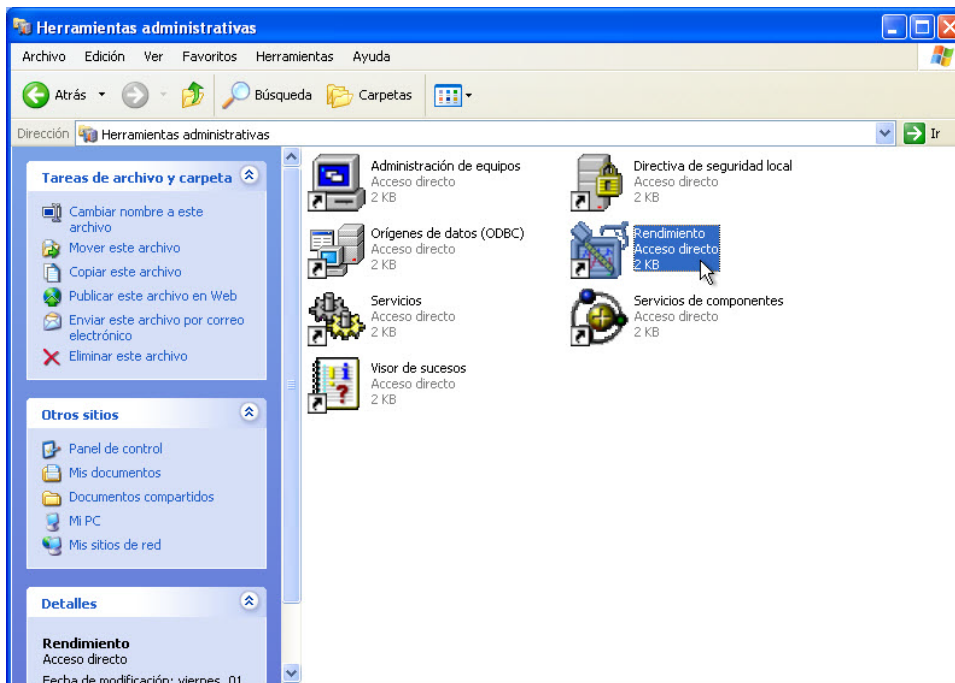 Herramientas administrativas
Archivo Edición Ver Favoritos Herramientas Ayuda
Atrás Búsqueda Carpetas
Dirección Herramientas administrativas Ir
Tareas de archivo y carpeta
Cambiar nombre a este
archivo
Mover este archivo
Copiar este archivo
Publicar este archivo en Web
Enviar este archivo por correo
electrónico
Eliminar este archivo
Otros sitios
Panel de control
Mis documentos
Documentos compartidos
Mi PC
Mis sitios de red
Detalles
Rendimiento
Acceso directo
Fecha de modificación: viernes, 01
Administración de equipos
Acceso directo
2 KB
Directiva de seguridad local
Acceso directo
2 KB
Orígenes de datos (ODBC)
Acceso directo
2 KB
Rendimiento
Acceso directo
2 KB
Servicios
Acceso directo
2 KB
Servicios de componentes
Acceso directo
2 KB
Visor de sucesos
Acceso directo
2 KB